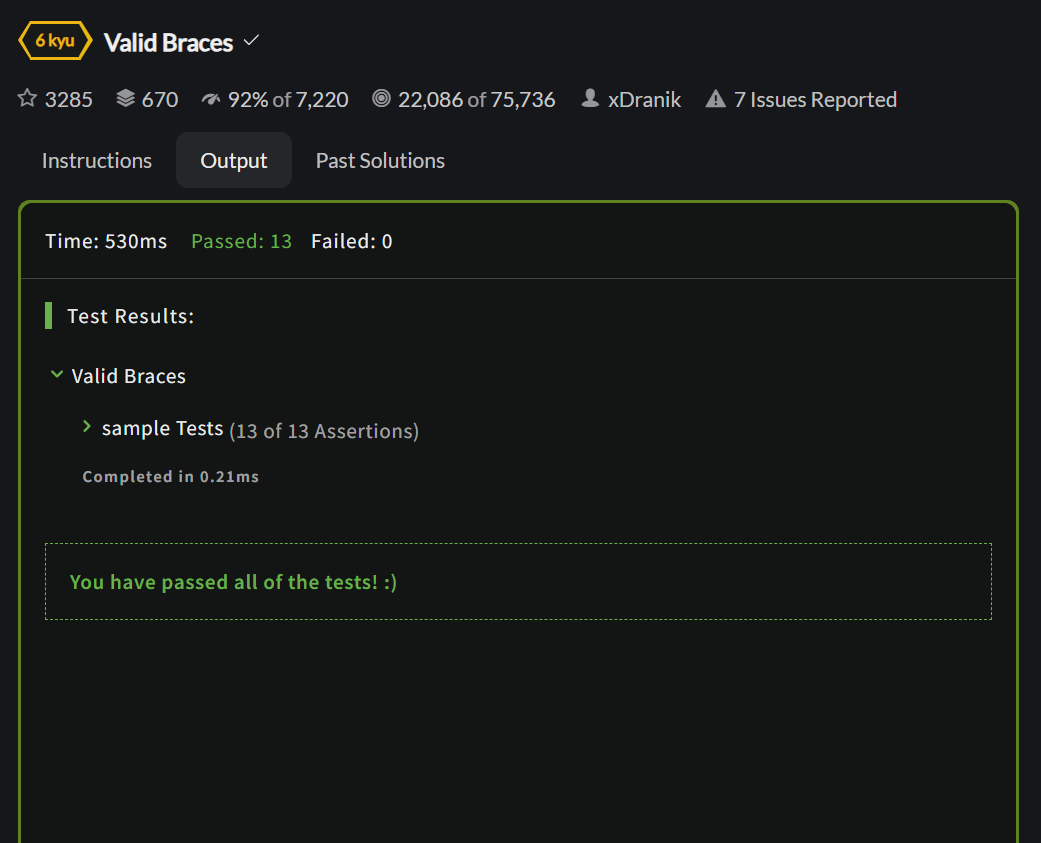 6 kyu Valid Braces
3285 670 92% of 7,220 22,086 of 75,736 xDranik 7 Issues Reported
Instructions Output Past Solutions
Time: 530ms Passed: 13 Failed: 0
Test Results:
Valid Braces
sample Tests (13 of 13 Assertions)
Completed in 0.21ms
You have passed all of the tests! :)